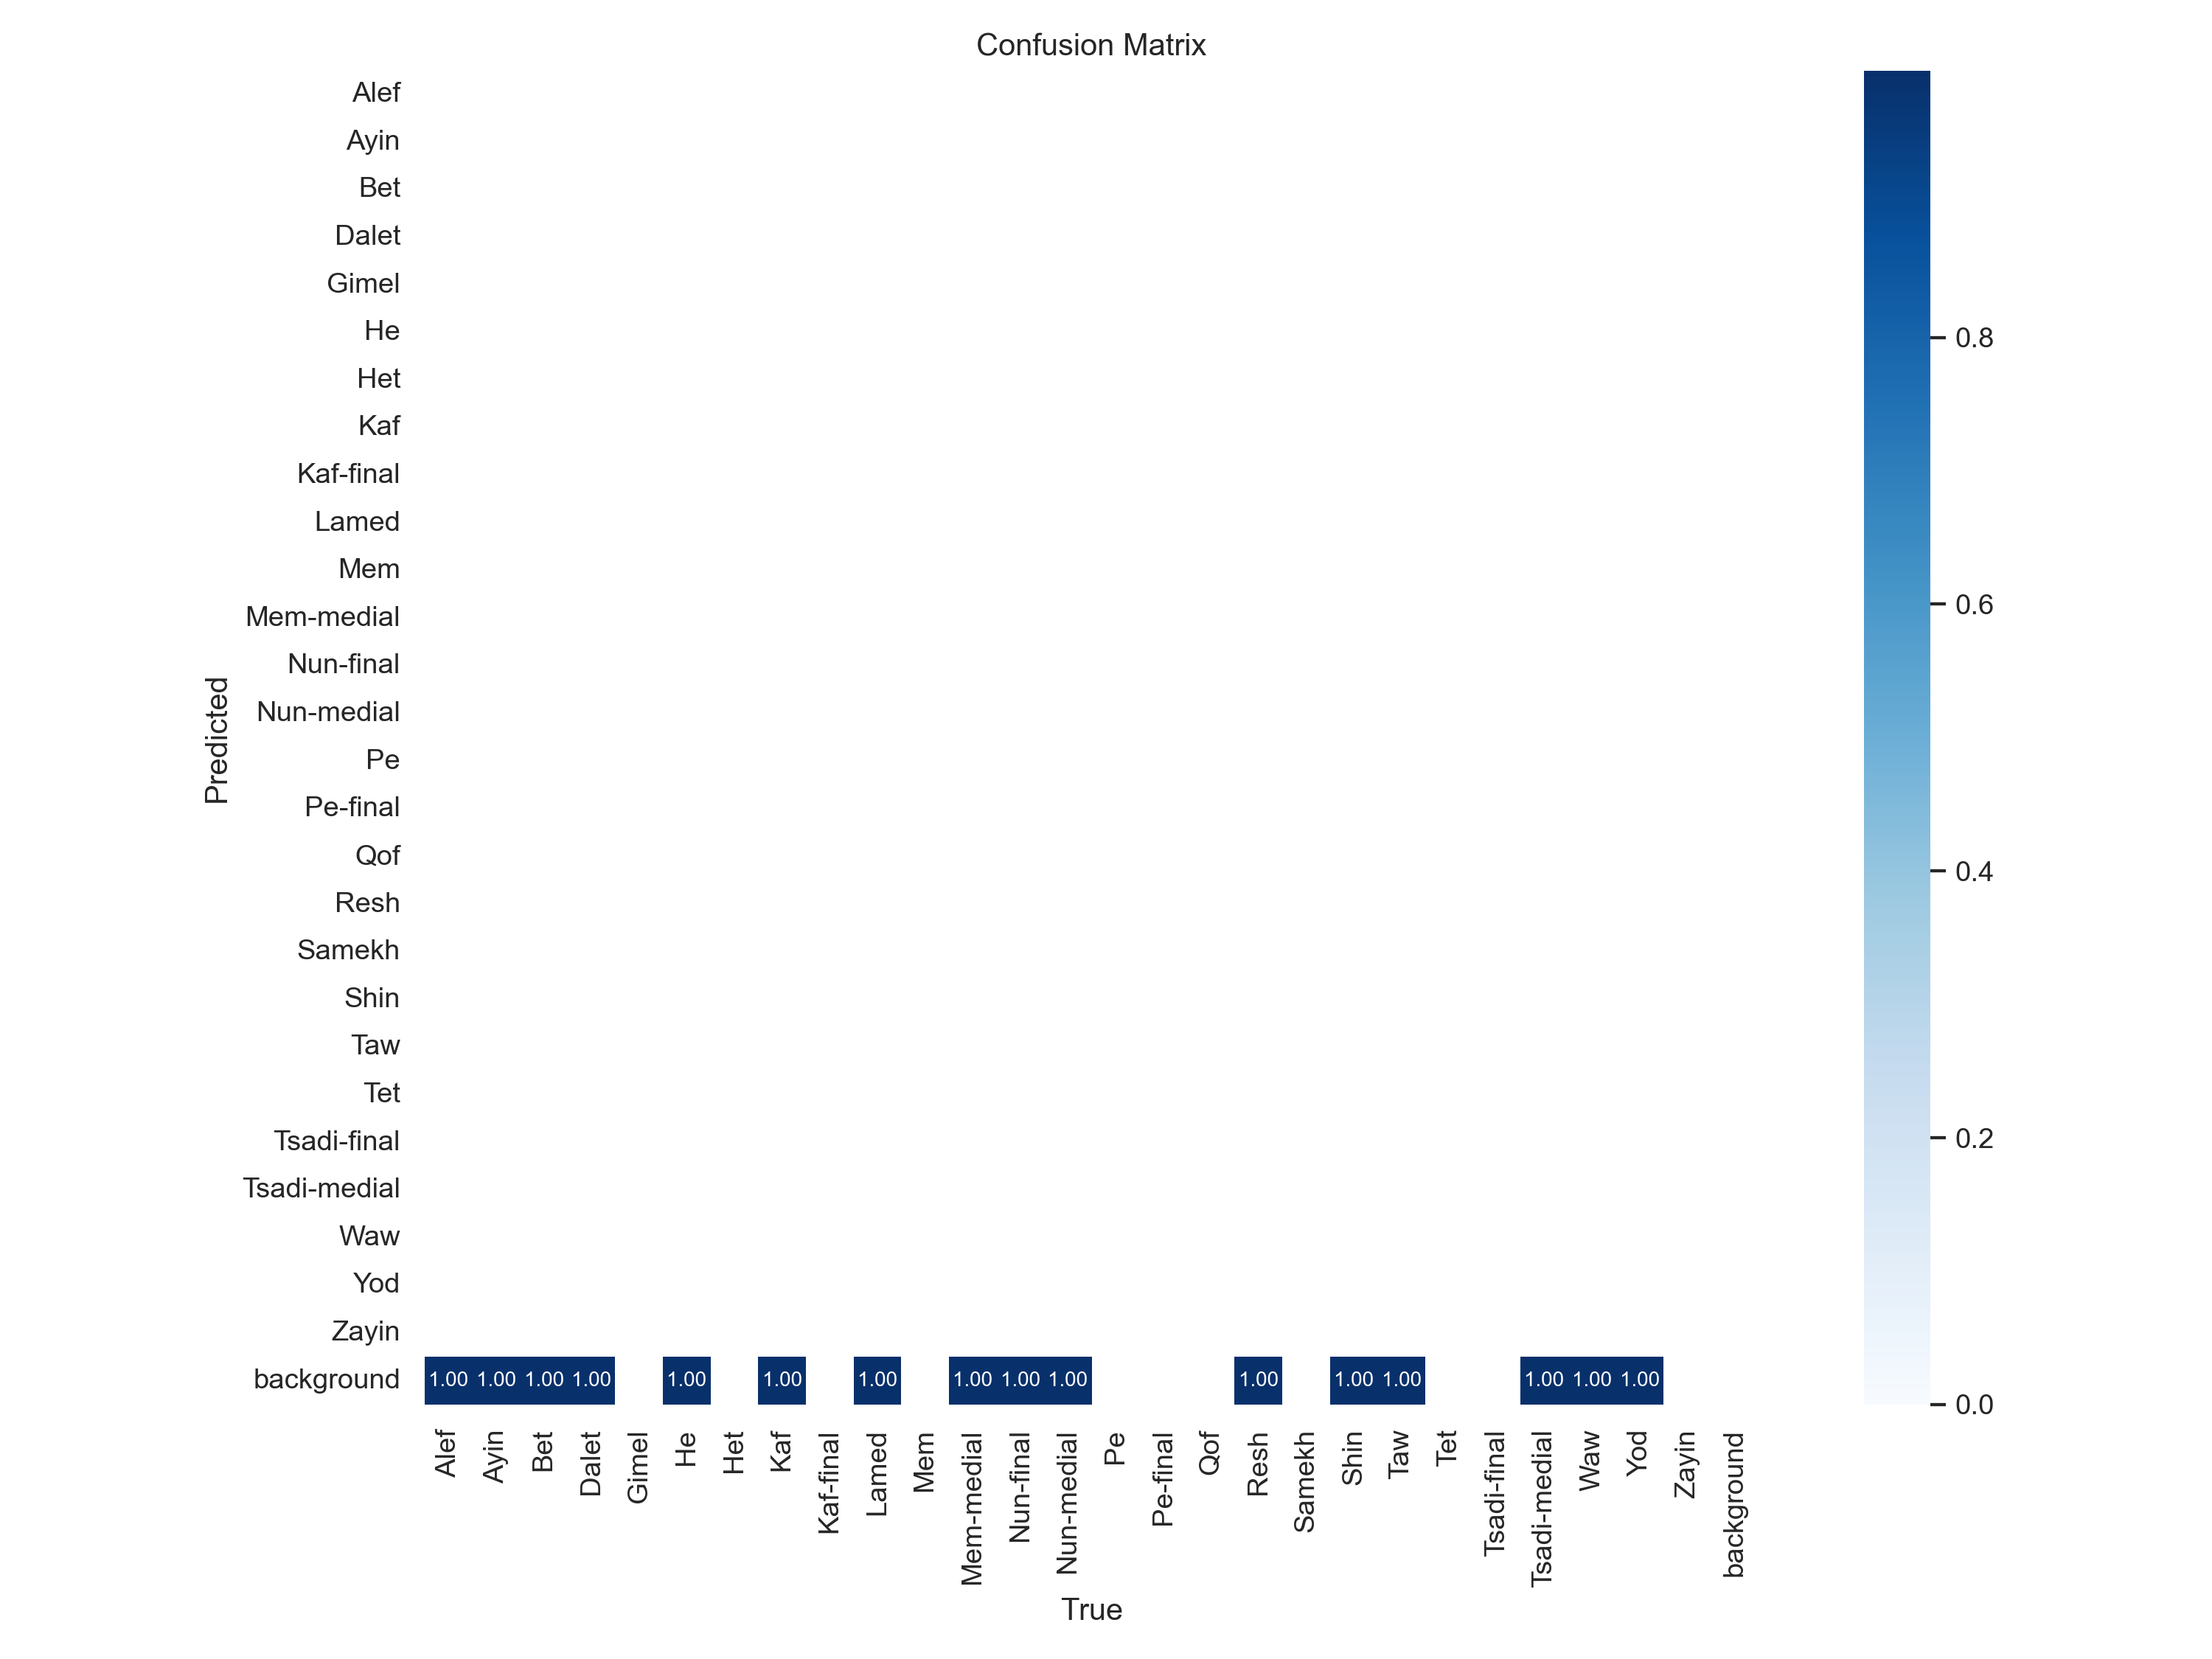 Confusion Matrix
Alef
Ayin
Bet
Dalet
Gimel
He
Het
Kaf
Kaf-final
Lamed
Mem
Mem-medial
Nun-final
Nun-medial
Pe
Pe-final
Qof
Resh
Samekh
Shin
Taw
Tet
Tsadi-final
Tsadi-medial
Waw
Yod
Zayin
background
Predicted
1.00 1.00 1.00 1.00 1.00 1.00 1.00 1.00 1.00 1.00 1.00 1.00 1.00 1.00 1.00 1.00
Alef Ayin Bet Dalet Gimel He Het Kaf Kaf-final Lamed Mem Mem-medial Nun-final Nun-medial Pe Pe-final Qof Resh Samekh Shin Taw Tet Tsadi-final Tsadi-medial Waw Yod Zayin background
True
0.8
0.6
0.4
0.2
0.0